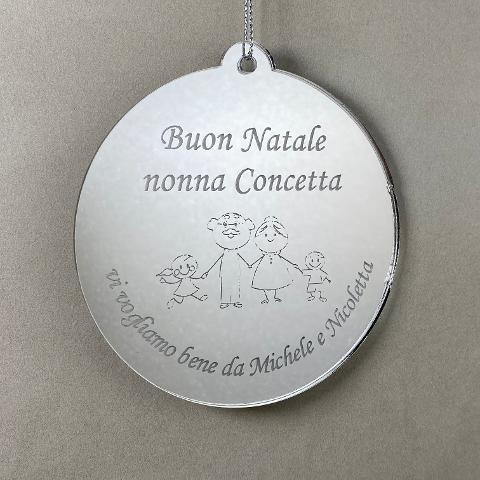 Buon Natale
nonna Concetta
vi vogliamo bene da Michele e Nicoletta